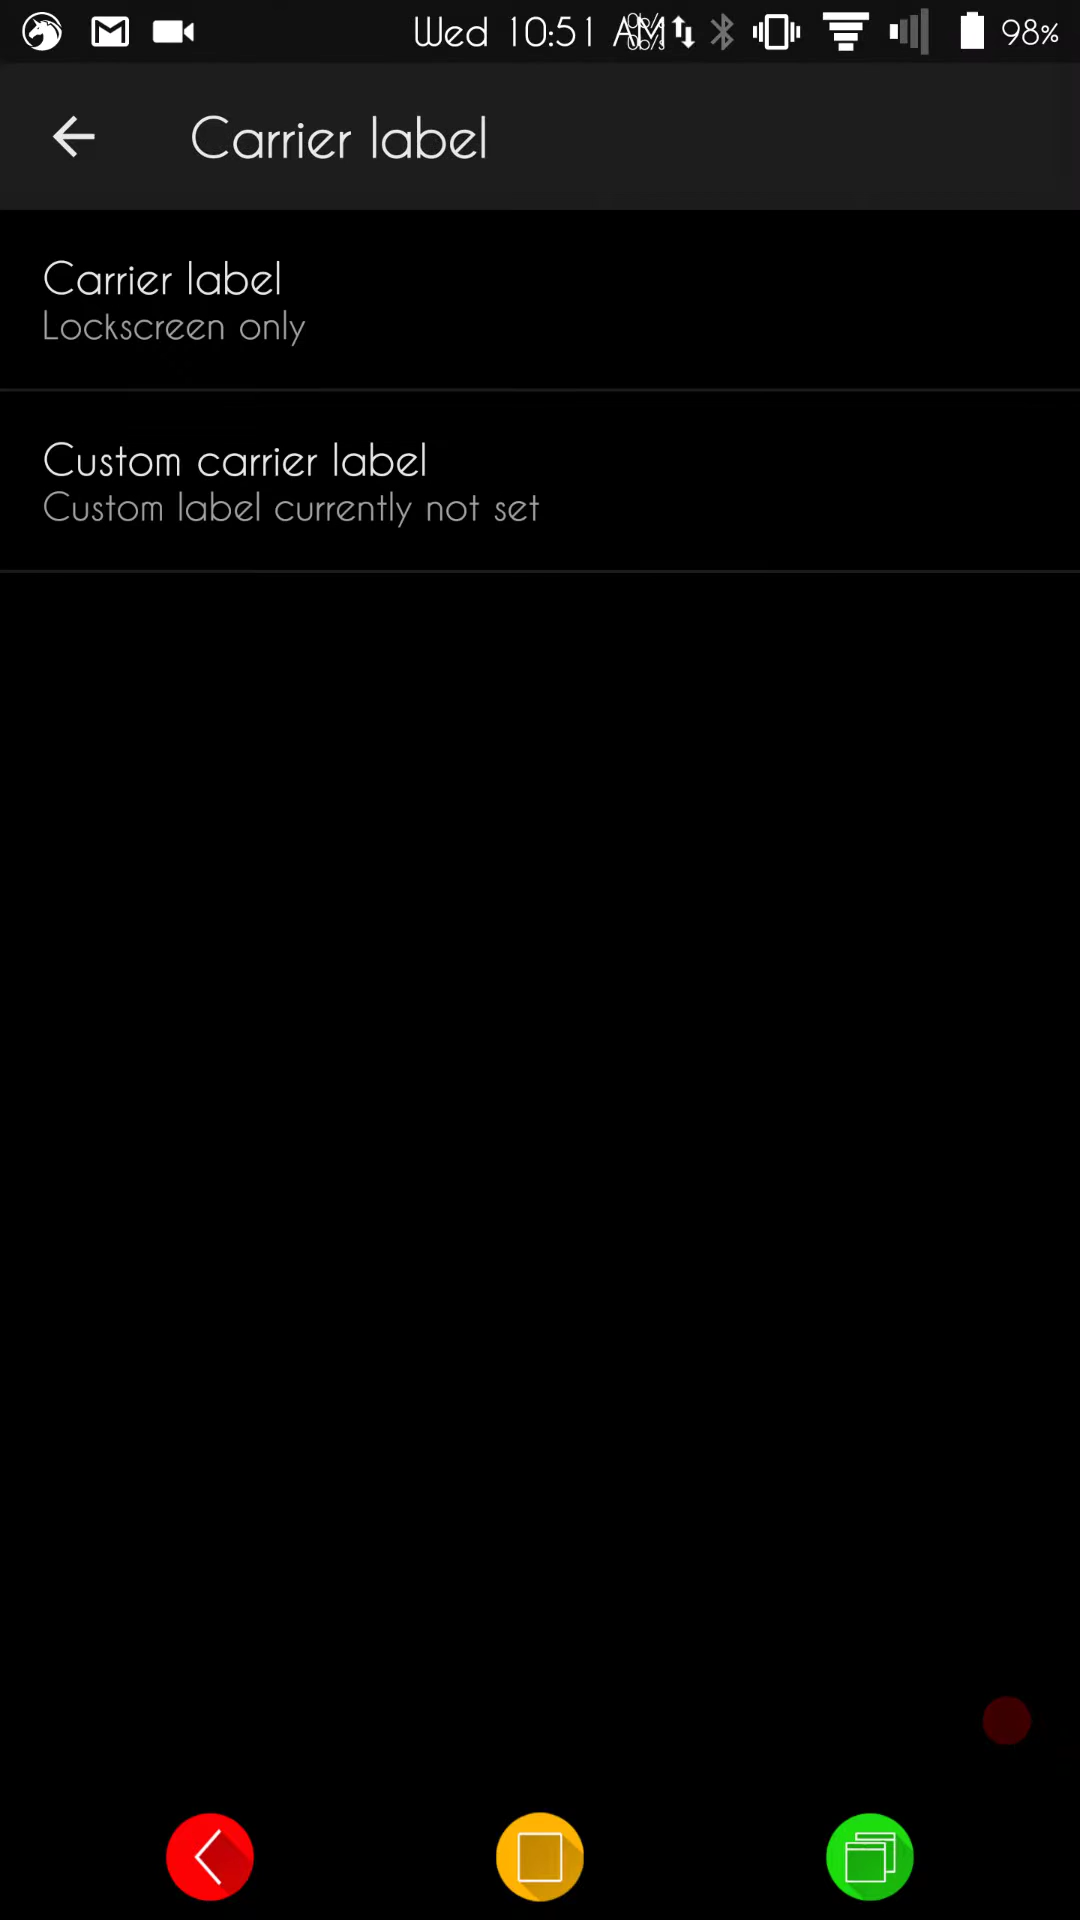 Wed 10:51 AM 98%
Carrier label
Carrier label
Lockscreen only
Custom carrier label
Custom label currently not set